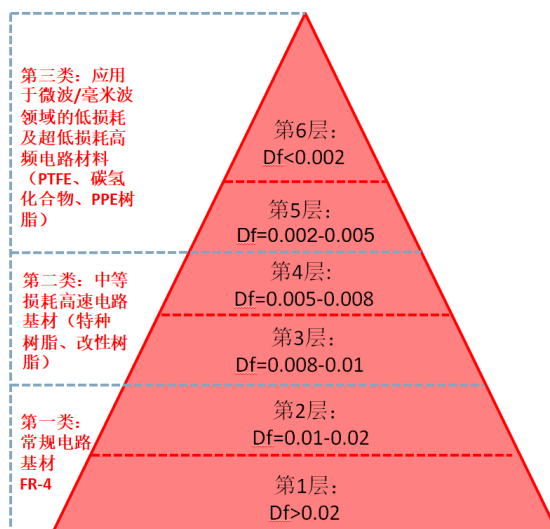 第三类：应用
于微波/毫米波
领域的低损耗
及超低损耗高
频电路材料
（PTFE、碳氢
化合物、PPE树
脂）
第6层：
Df<0.002
第5层：
Df=0.002-0.005
第二类：中等
损耗高速电路
基材（特种
树脂、改性树
脂）
第4层：
Df=0.005-0.008
第3层：
Df=0.008-0.01
第一类：
常规电路
基材
FR-4
第2层：
Df=0.01-0.02
第1层：
Df>0.02